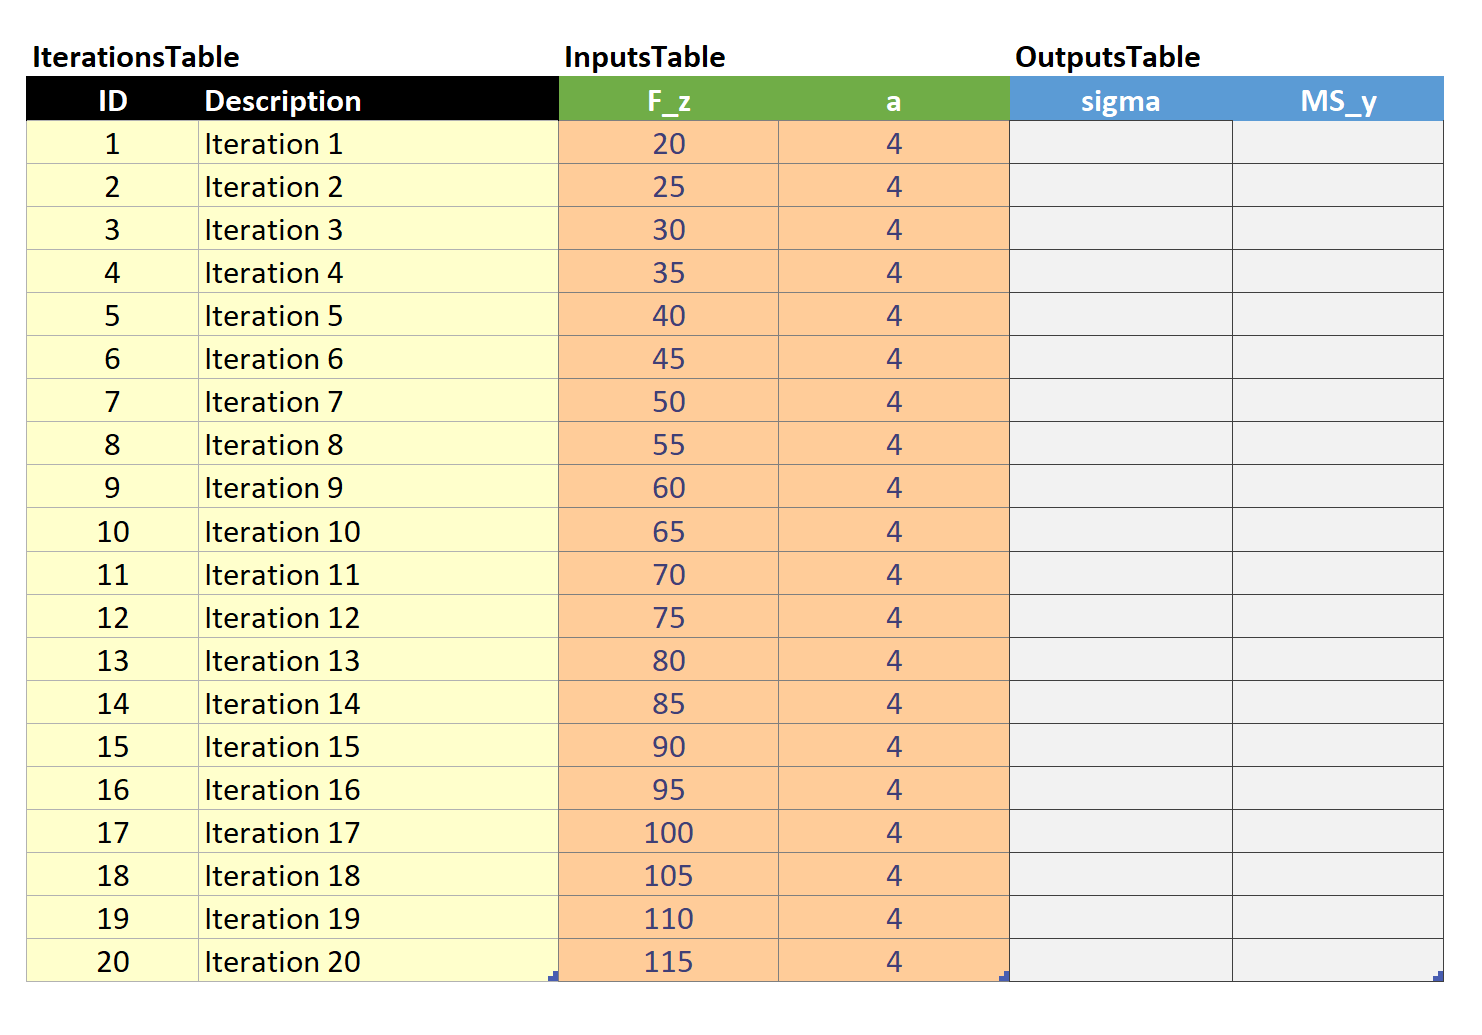 IterationsTable InputsTable OutputsTable
ID Description F_z a sigma MS_y
1 Iteration 1 20 4
2 Iteration 2 25 4
3 Iteration 3 30 4
4 Iteration 4 35 4
5 Iteration 5 40 4
6 Iteration 6 45 4
7 Iteration 7 50 4
8 Iteration 8 55 4
9 Iteration 9 60 4
10 Iteration 10 65 4
11 Iteration 11 70 4
12 Iteration 12 75 4
13 Iteration 13 80 4
14 Iteration 14 85 4
15 Iteration 15 90 4
16 Iteration 16 95 4
17 Iteration 17 100 4
18 Iteration 18 105 4
19 Iteration 19 110 4
20 Iteration 20 115 4